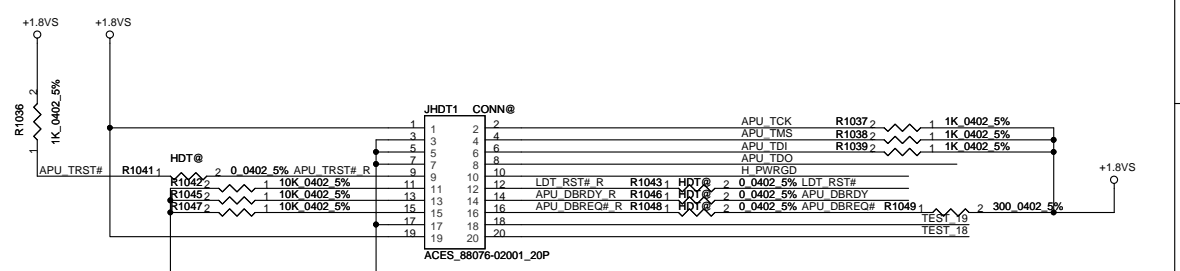 +1.8VS +1.8VS
R1036 2 1 1K_0402_5%
JHDT1 CONN@
1 1 2 2 APU_TCK R1037 2 1 1K_0402_5%
3 3 4 4 APU_TMS R1038 2 1 1K_0402_5%
5 5 6 6 APU_TDI R1039 2 1 1K_0402_5%
HDT@
7 7 8 8 APU_TDO
+1.8VS
APU_TRST# R1041 1 2 0_0402_5% APU_TRST#_R 9 9 10 10 H_PWRGD
R1042 2 1 10K_0402_5% 11 11 12 12 LDT_RST#_R R1043 1 HDT@ 2 0_0402_5% LDT_RST#
R1045 2 1 10K_0402_5% 13 13 14 14 APU_DBRDY_R R1046 1 HDT@ 2 0_0402_5% APU_DBRDY
R1047 2 1 10K_0402_5% 15 15 16 16 APU_DBREQ#_R R1048 1 HDT@ 2 0_0402_5% APU_DBREQ# R1049 1 2 300_0402_5%
17 17 18 18 TEST_19
19 19 20 20 TEST_18
ACES_88076-02001_20P